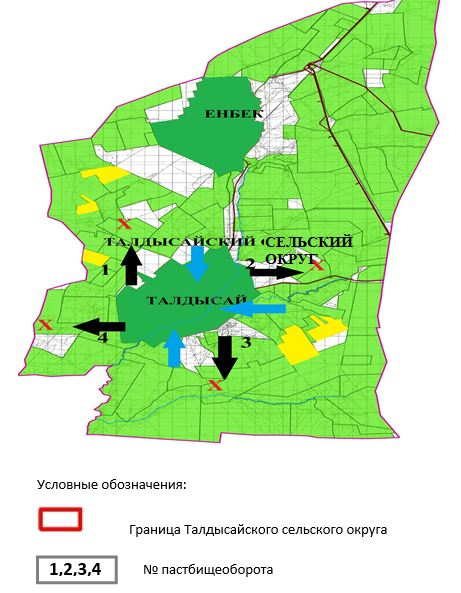 ЕНБЕК
Х
ТАЛДЫСАЙСКИЙ СЕЛЬСКИЙ
ОКРУГ
1
2
Х
ТАЛДЫСАЙ
Х
4
3
Х
Условные обозначения:
Граница Талдысайского сельского округа
1,2,3,4 № пастбищеоборота